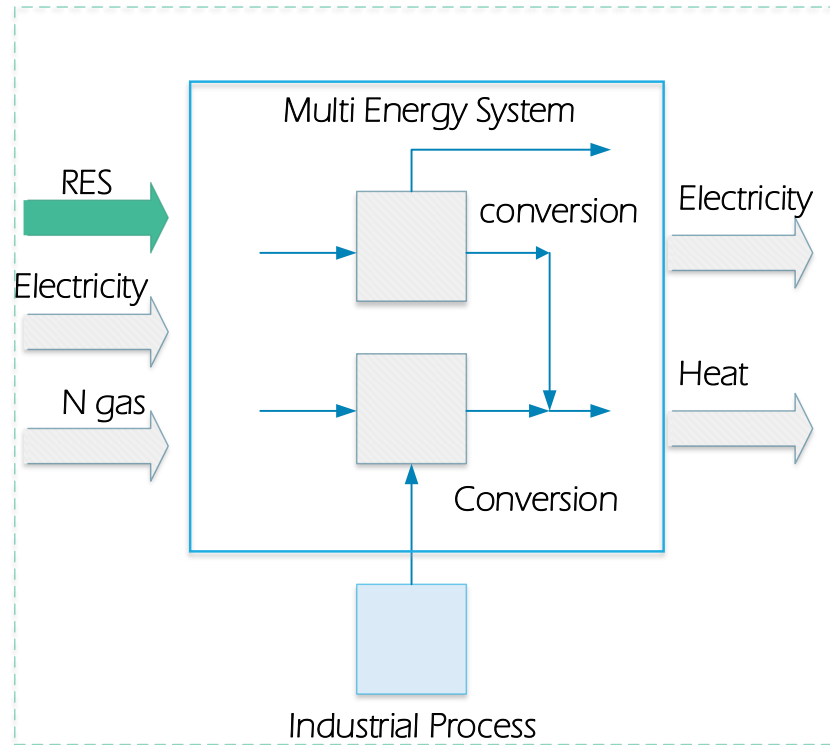 Multi Energy System
RES
conversion
Electricity
Electricity
N gas
Heat
Conversion
Industrial Process